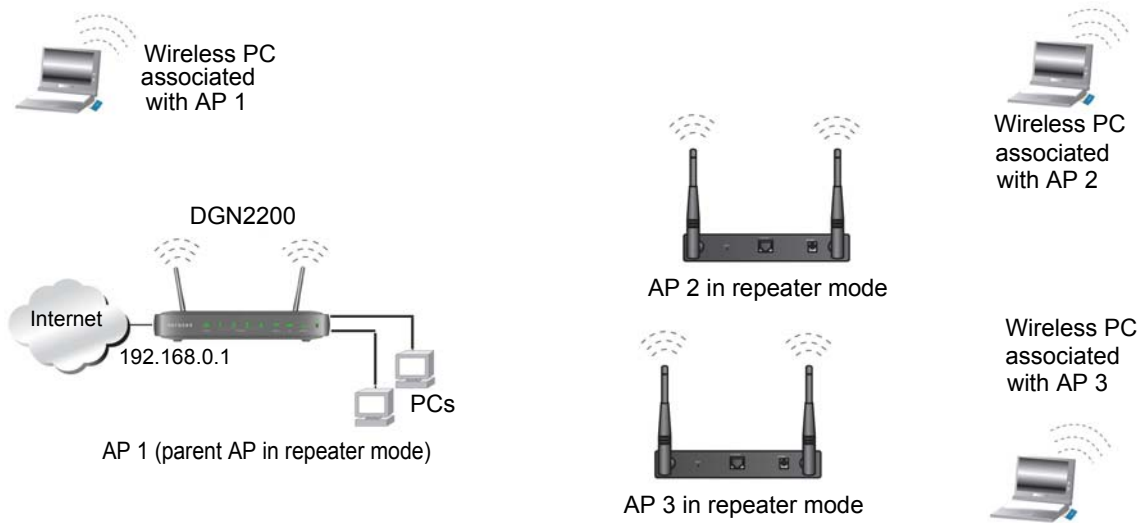 Wireless PC
associated
with AP 1
Wireless PC
associated
with AP 2
DGN2200
AP 2 in repeater mode
Internet
192.168.0.1
PCs
AP 1 (parent AP in repeater mode)
Wireless PC
associated
with AP 3
AP 3 in repeater mode